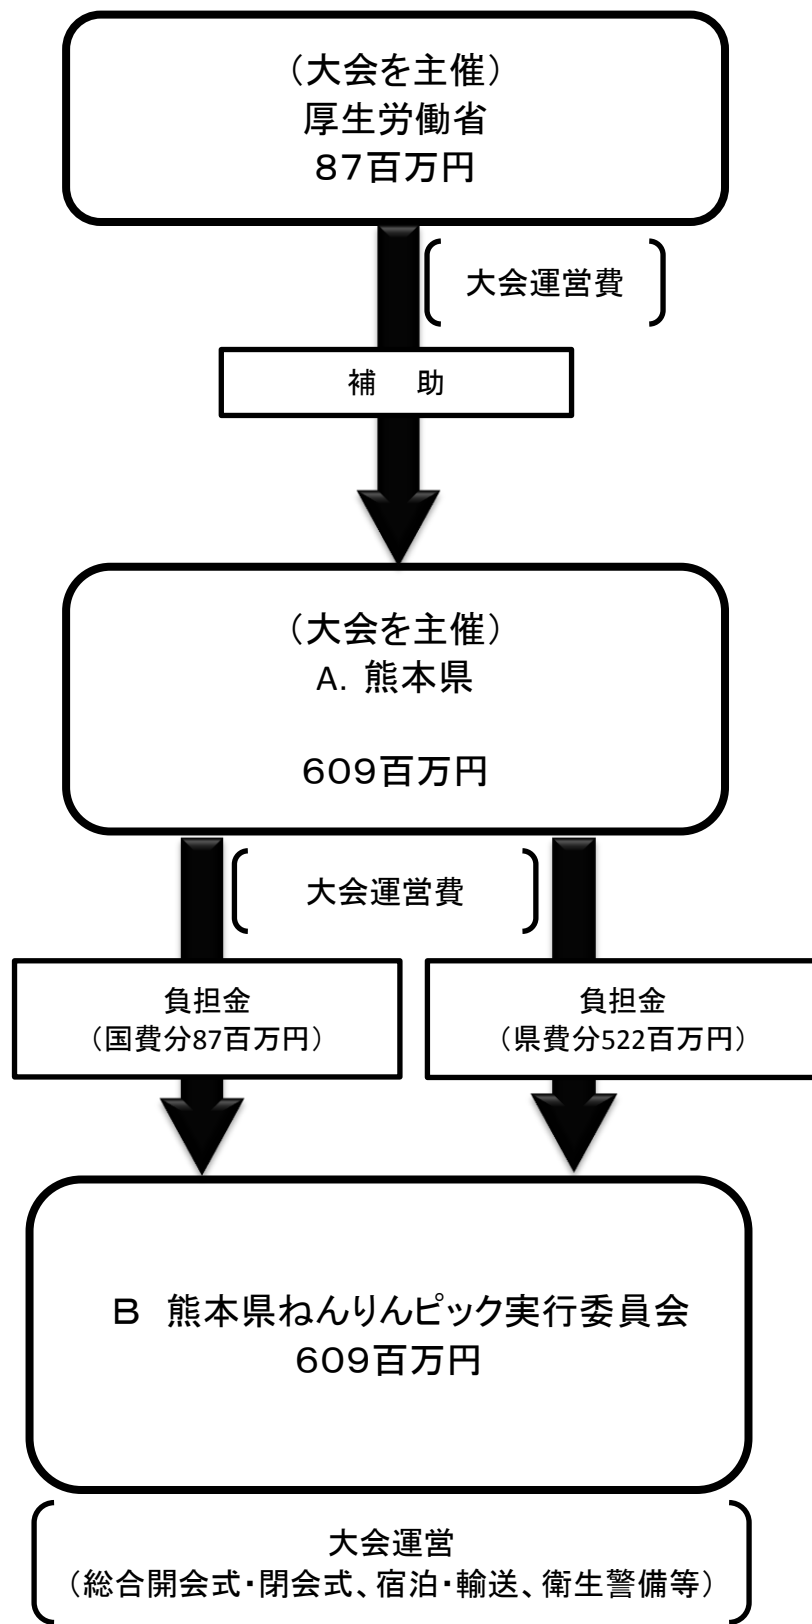 （大会を主催）
厚生労働省
８７百万円
大会運営費
補　助
（大会を主催）
A. 熊本県
６０９百万円
大会運営費
負担金
（国費分87百万円）
負担金
（県費分522百万円）
Ｂ　熊本県ねんりんピック実行委員会
６０９百万円
大会運営
（総合開会式・閉会式、宿泊・輸送、衛生警備等）